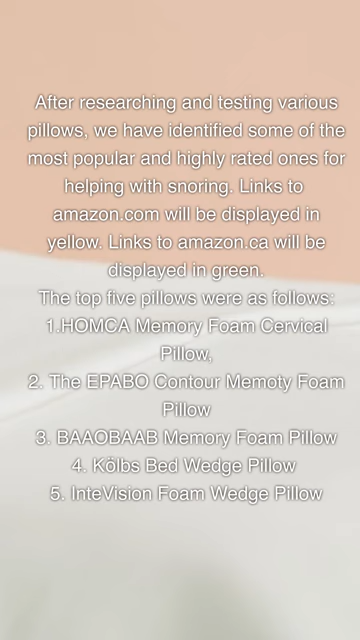 After researching and testing various
pillows, we have identified some of the
most popular and highly rated ones for
helping with snoring. Links to
amazon.com will be displayed in
yellow. Links to amazon.ca will be
displayed in green.
The top five pillows were as follows:
1.HOMCA Memory Foam Cervical
Pillow,
2. The EPABO Contour Memoty Foam
Pillow
3. BAAOBAAB Memory Foam Pillow
4. Kölbs Bed Wedge Pillow
5. InteVision Foam Wedge Pillow